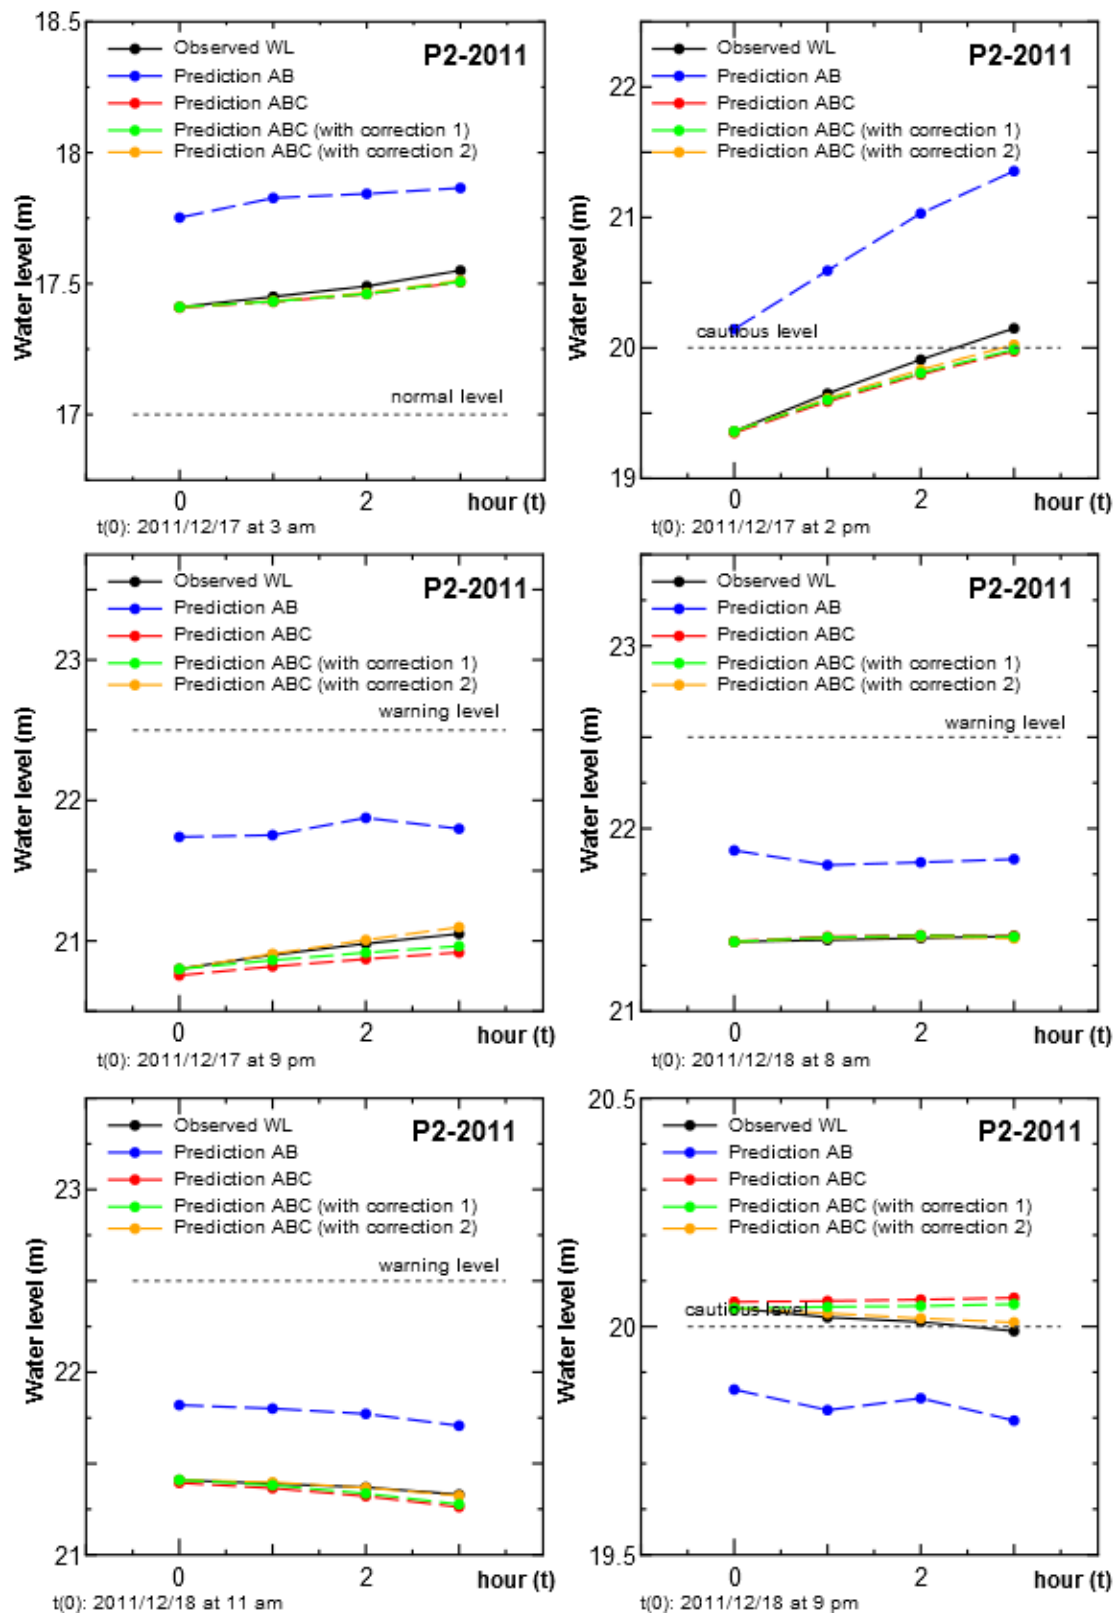 18.5
Observed WL
P2-2011
Prediction AB
Prediction ABC
Prediction ABC (with correction 1)
Prediction ABC (with correction 2)
18
Water level (m)
17.5
normal level
17
0
2
hour (t)
t(0): 2011/12/17 at 3 am
Observed WL
P2-2011
22
Prediction AB
Prediction ABC
Prediction ABC (with correction 1)
Prediction ABC (with correction 2)
21
Water level (m)
cautious level
20
19
0
2
hour (t)
t(0): 2011/12/17 at 2 pm
Observed WL
P2-2011
Prediction AB
Prediction ABC
23
Prediction ABC (with correction 1)
Prediction ABC (with correction 2)
warning level
Water level (m)
22
21
0
2
hour (t)
t(0): 2011/12/17 at 9 pm
Observed WL
P2-2011
Prediction AB
Prediction ABC
23
Prediction ABC (with correction 1)
Prediction ABC (with correction 2)
warning level
Water level (m)
22
21
0
2
hour (t)
t(0): 2011/12/18 at 8 am
Observed WL
P2-2011
Prediction AB
Prediction ABC
23
Prediction ABC (with correction 1)
Prediction ABC (with correction 2)
warning level
Water level (m)
22
21
0
2
hour (t)
t(0): 2011/12/18 at 11 am
20.5
Observed WL
P2-2011
Prediction AB
Prediction ABC
Prediction ABC (with correction 1)
Prediction ABC (with correction 2)
Water level (m)
cautious level
20
19.5
0
2
hour (t)
t(0): 2011/12/18 at 9 pm